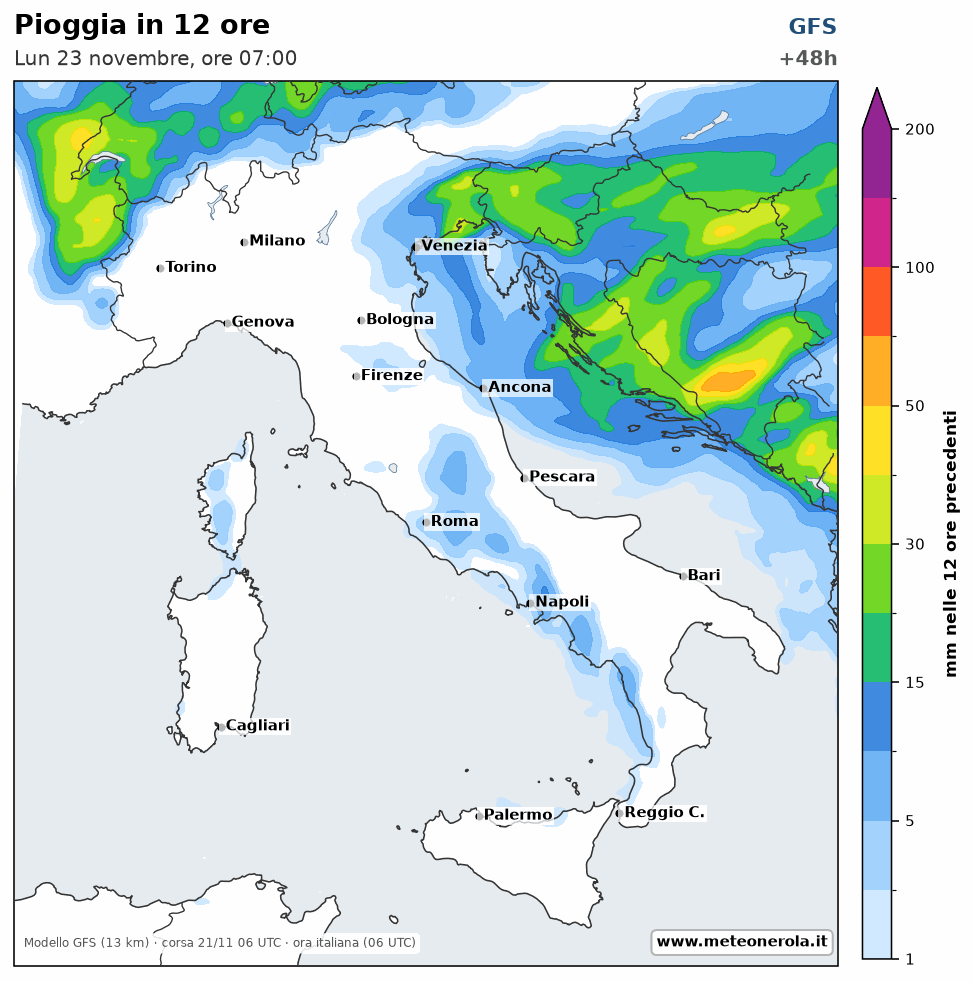 Pioggia in 12 ore
GFS
Lun 23 novembre, ore 07:00
+48h
200
100
50
30
15
5
1
mm nelle 12 ore precedenti
Milano
Venezia
Torino
Genova
Bologna
Firenze
Ancona
Pescara
Roma
Bari
Napoli
Cagliari
Palermo
Reggio C.
Modello GFS (13 km) · corsa 21/11 06 UTC · ora italiana (06 UTC)
www.meteonerola.it